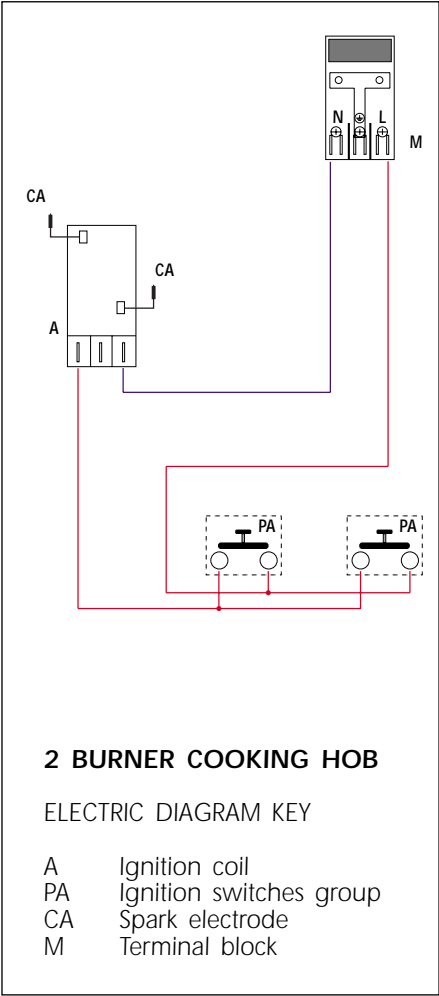 N L
M
CA
CA
A
PA PA
2 BURNER COOKING HOB
ELECTRIC DIAGRAM KEY
A Ignition coil
PA Ignition switches group
CA Spark electrode
M Terminal block